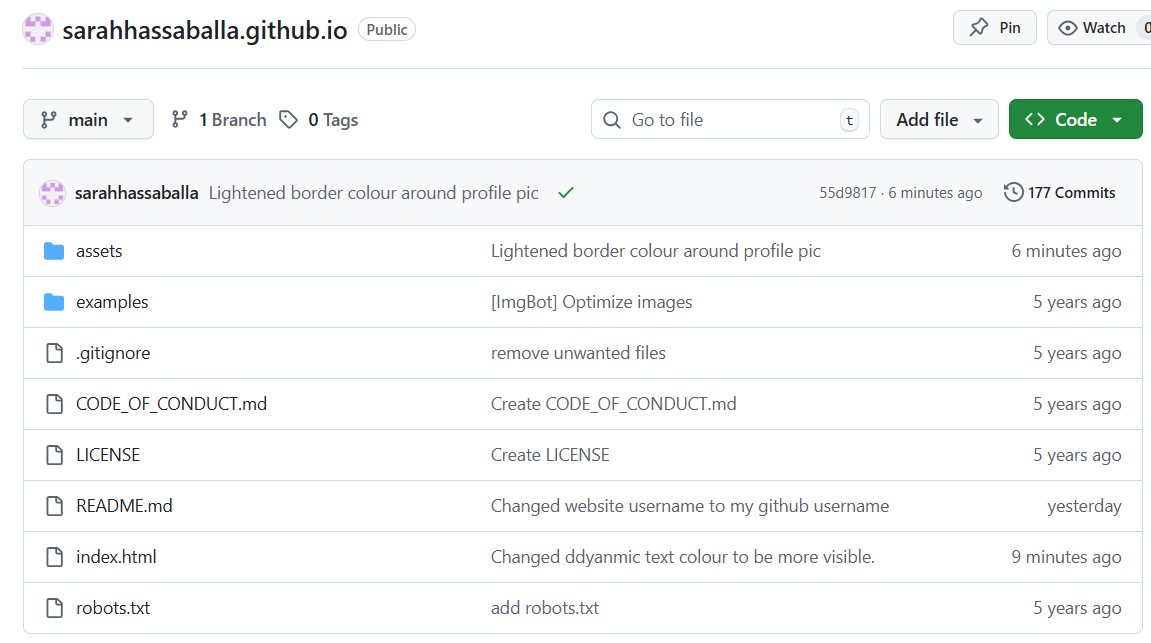 sarahhassaballa.github.io Public Pin Watch 0
main 1 Branch 0 Tags Go to file t Add file Code
sarahhassaballa Lightened border colour around profile pic 55d9817 · 6 minutes ago 177 Commits
assets Lightened border colour around profile pic 6 minutes ago
examples [ImgBot] Optimize images 5 years ago
.gitignore remove unwanted files 5 years ago
CODE_OF_CONDUCT.md Create CODE_OF_CONDUCT.md 5 years ago
LICENSE Create LICENSE 5 years ago
README.md Changed website username to my github username yesterday
index.html Changed ddyanmic text colour to be more visible. 9 minutes ago
robots.txt add robots.txt 5 years ago